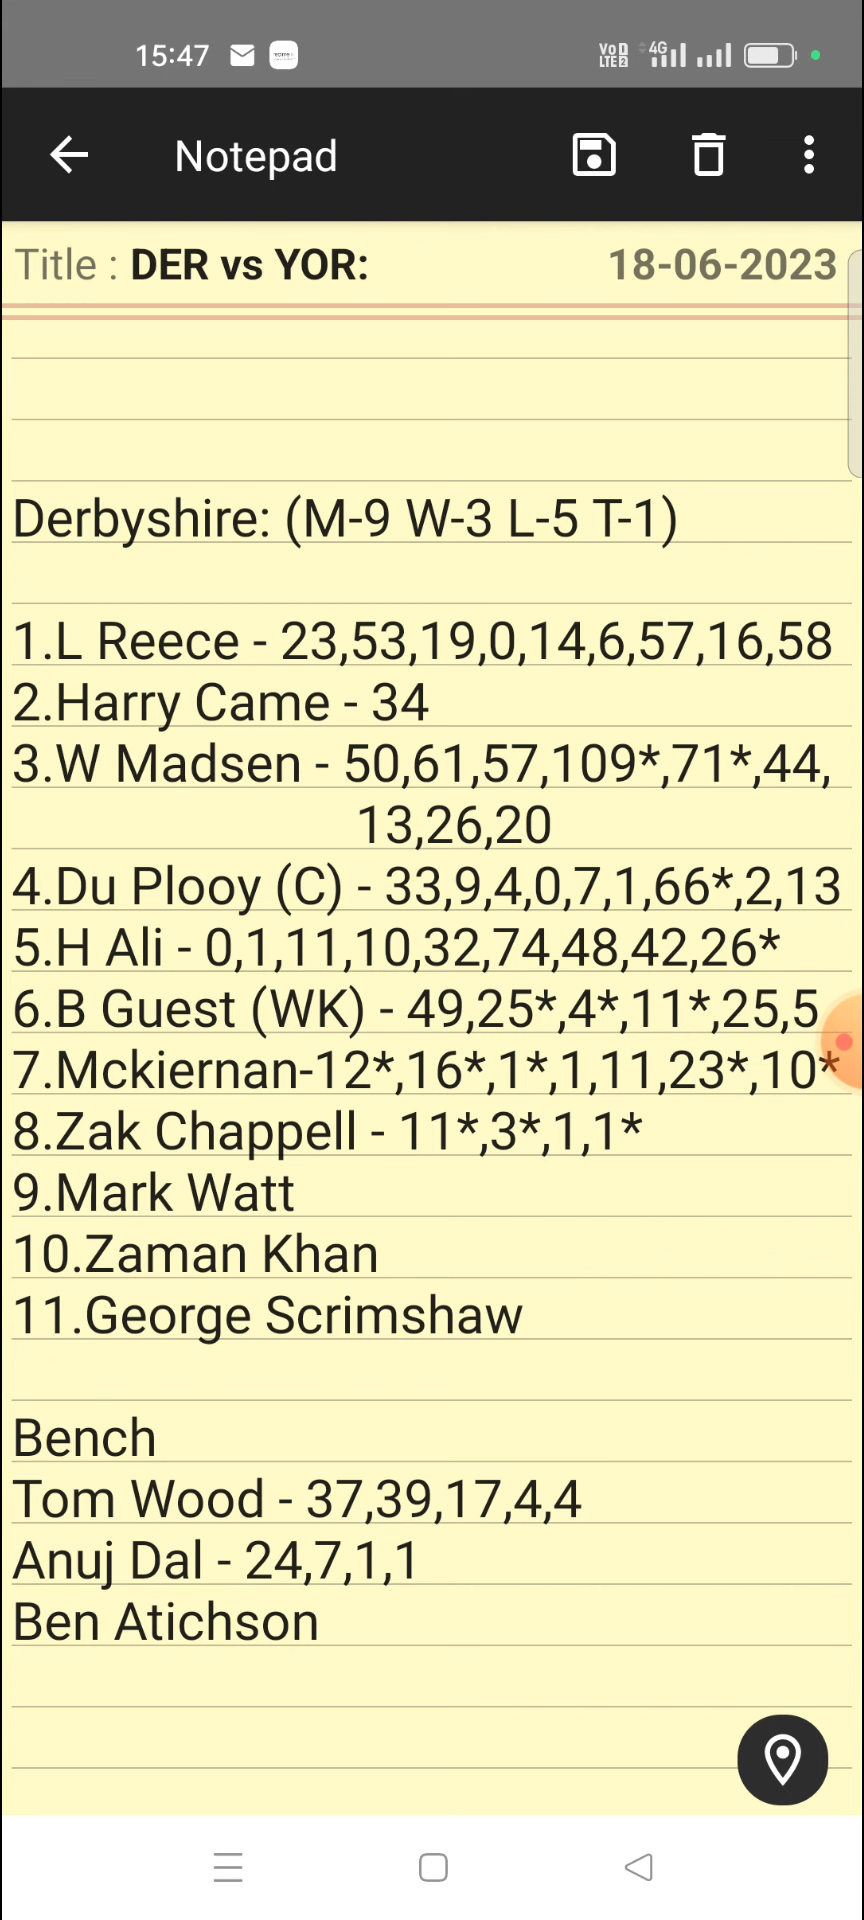 15:47
VoD LTE2 4G
Notepad
Title : DER vs YOR: 18-06-2023
Derbyshire: (M-9 W-3 L-5 T-1)
1.L Reece - 23,53,19,0,14,6,57,16,58
2.Harry Came - 34
3.W Madsen - 50,61,57,109*,71*,44,
13,26,20
4.Du Plooy (C) - 33,9,4,0,7,1,66*,2,13
5.H Ali - 0,1,11,10,32,74,48,42,26*
6.B Guest (WK) - 49,25*,4*,11*,25,5
7.Mckiernan-12*,16*,1*,1,11,23*,10*
8.Zak Chappell - 11*,3*,1,1*
9.Mark Watt
10.Zaman Khan
11.George Scrimshaw
Bench
Tom Wood - 37,39,17,4,4
Anuj Dal - 24,7,1,1
Ben Atichson